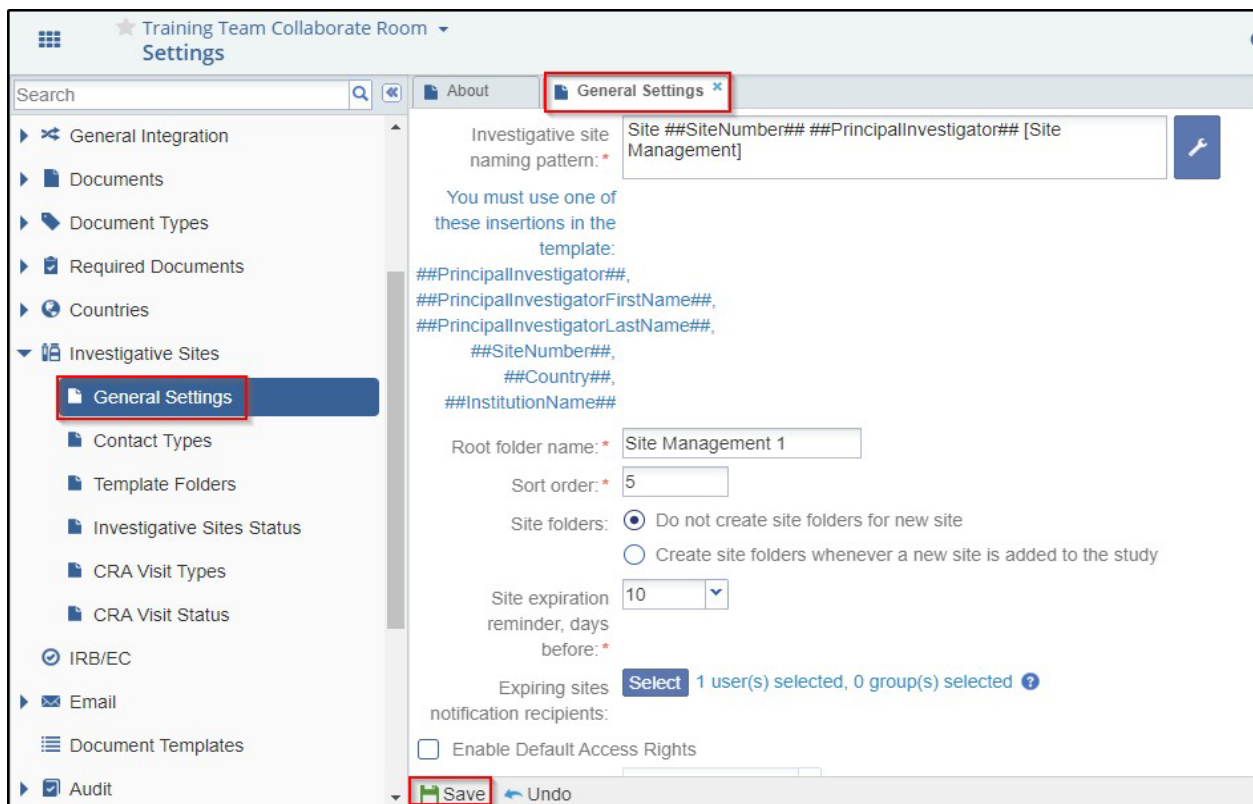 Training Team Collaborate Room
Settings
Search
General Integration
Documents
Document Types
Required Documents
Countries
Investigative Sites
General Settings
Contact Types
Template Folders
Investigative Sites Status
CRA Visit Types
CRA Visit Status
IRB/EC
Email
Document Templates
Audit
About
General Settings
Investigative site
naming pattern: *
Site ##SiteNumber## ##PrincipalInvestigator## [Site
Management]
You must use one of
these insertions in the
template:
##PrincipalInvestigator##,
##PrincipalInvestigatorFirstName##,
##PrincipalInvestigatorLastName##,
##SiteNumber##,
##Country##,
##InstitutionName##
Root folder name: * Site Management 1
Sort order: * 5
Site folders: Do not create site folders for new site
Create site folders whenever a new site is added to the study
Site expiration
reminder, days
before: *
10
Expiring sites
notification recipients:
Select 1 user(s) selected, 0 group(s) selected
Enable Default Access Rights
Save Undo